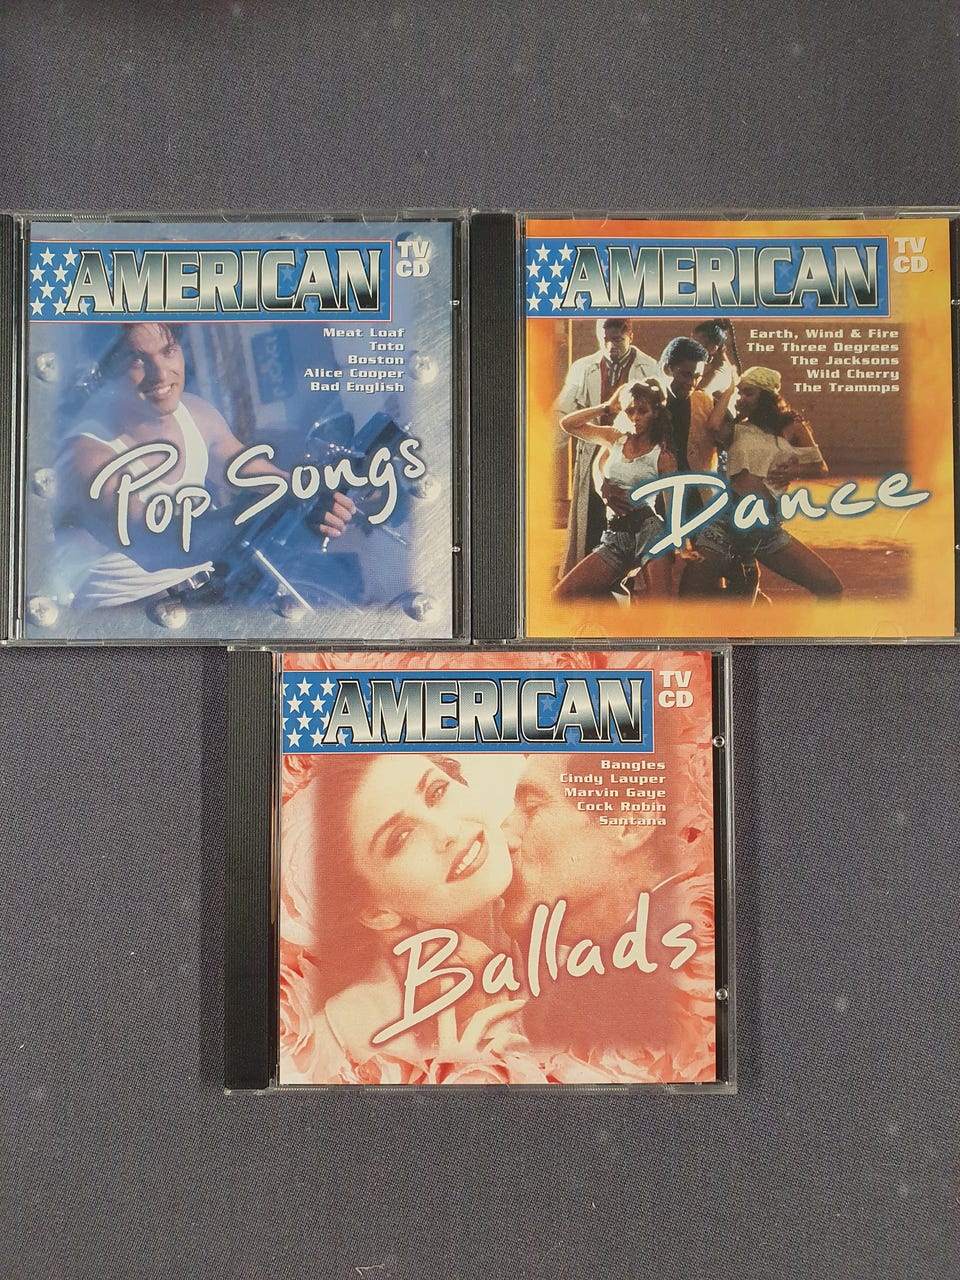 AMERICAN
TV
CD
Meat Loaf
Toto
Boston
Alice Cooper
Bad English
Pop Songs
AMERICAN
TV
CD
Earth, Wind & Fire
The Three Degrees
The Jacksons
Wild Cherry
The Trammps
Dance
AMERICAN
TV
CD
Bangles
Cindy Lauper
Marvin Gaye
Cock Robin
Santana
Ballads